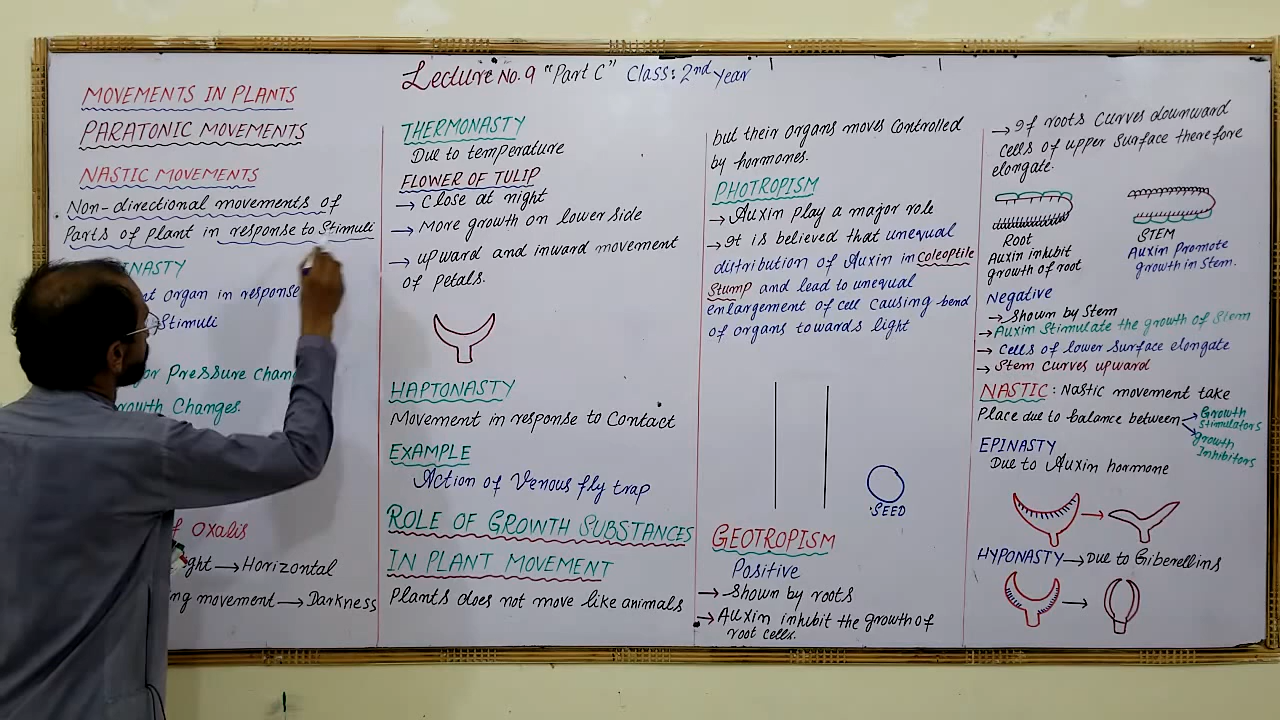 Lecture No. 9 "Part C" Class: 2nd Year
MOVEMENTS IN PLANTS
PARATONIC MOVEMENTS
NASTIC MOVEMENTS
Non-directional movements of
Parts of plant in response to Stimuli
organ in response
Stimuli
Pressure
Changes.
Oxalis
→ Horizontal
movement → Darkness
THERMONASTY
Due to temperature
FLOWER OF TULIP
→ Close at night
→ More growth on lower side
→ upward and inward movement
of petals.
HAPTONASTY
Movement in response to Contact
EXAMPLE
Action of Venous fly trap
ROLE OF GROWTH SUBSTANCES
IN PLANT MOVEMENT
Plants does not move like animals
but their organs moves controlled
by hormones.
PHOTROPISM
→ Auxin play a major role
→ It is believed that unequal
distribution of Auxin in Coleoptile
Stump and lead to unequal
enlargement of cell causing bend
of organs towards light
SEED
GEOTROPISM
Positive
→ Shown by roots
→ Auxin inhibit the growth of
root cells.
→ If roots curves downward
cells of upper surface therefore
elongate.
Root
Auxin inhibit
growth of root
STEM
Auxin Promote
growth in Stem.
Negative
→ Shown by Stem
→ Auxin Stimulate the growth of Stem
→ Cells of lower surface elongate
→ Stem curves upward
NASTIC : Nastic movement take
Place due to balance between
Growth
Stimulators
growth
Inhibitors
EPINASTY
Due to Auxin hormone
HYPONASTY → Due to Giberellins